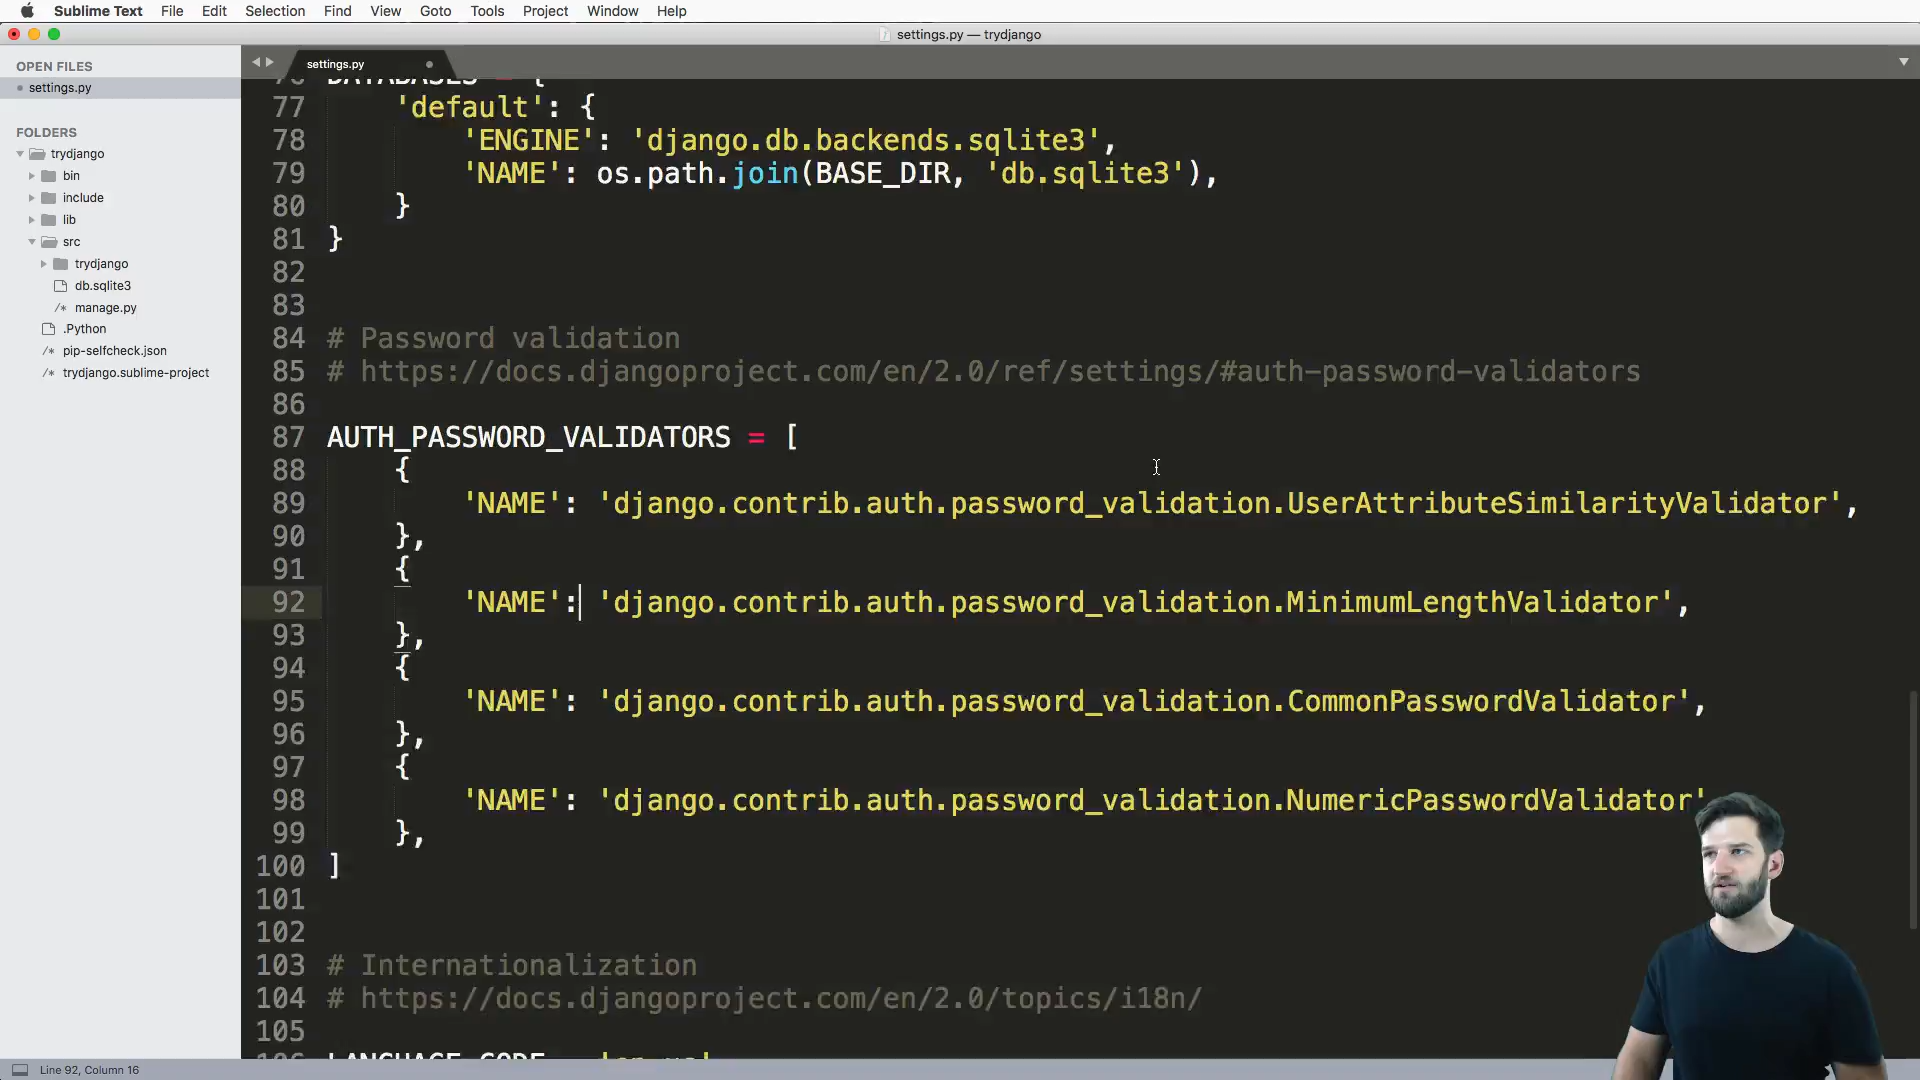 Sublime Text File Edit Selection Find View Goto Tools Project Window Help
settings.py — trydjango
OPEN FILES
settings.py
FOLDERS
trydjango
bin
include
lib
src
trydjango
db.sqlite3
/* manage.py
.Python
/* pip-selfcheck.json
/* trydjango.sublime-project
settings.py
76 DATABASES = {
77 'default': {
78 'ENGINE': 'django.db.backends.sqlite3',
79 'NAME': os.path.join(BASE_DIR, 'db.sqlite3'),
80 }
81 }
82
83
84 # Password validation
85 # https://docs.djangoproject.com/en/2.0/ref/settings/#auth-password-validators
86
87 AUTH_PASSWORD_VALIDATORS = [
88 {
89 'NAME': 'django.contrib.auth.password_validation.UserAttributeSimilarityValidator',
90 },
91 {
92 'NAME': 'django.contrib.auth.password_validation.MinimumLengthValidator',
93 },
94 {
95 'NAME': 'django.contrib.auth.password_validation.CommonPasswordValidator',
96 },
97 {
98 'NAME': 'django.contrib.auth.password_validation.NumericPasswordValidator'
99 },
100 ]
101
102
103 # Internationalization
104 # https://docs.djangoproject.com/en/2.0/topics/i18n/
105
106 LANGUAGE_CODE = 'en-us'
Line 92, Column 16